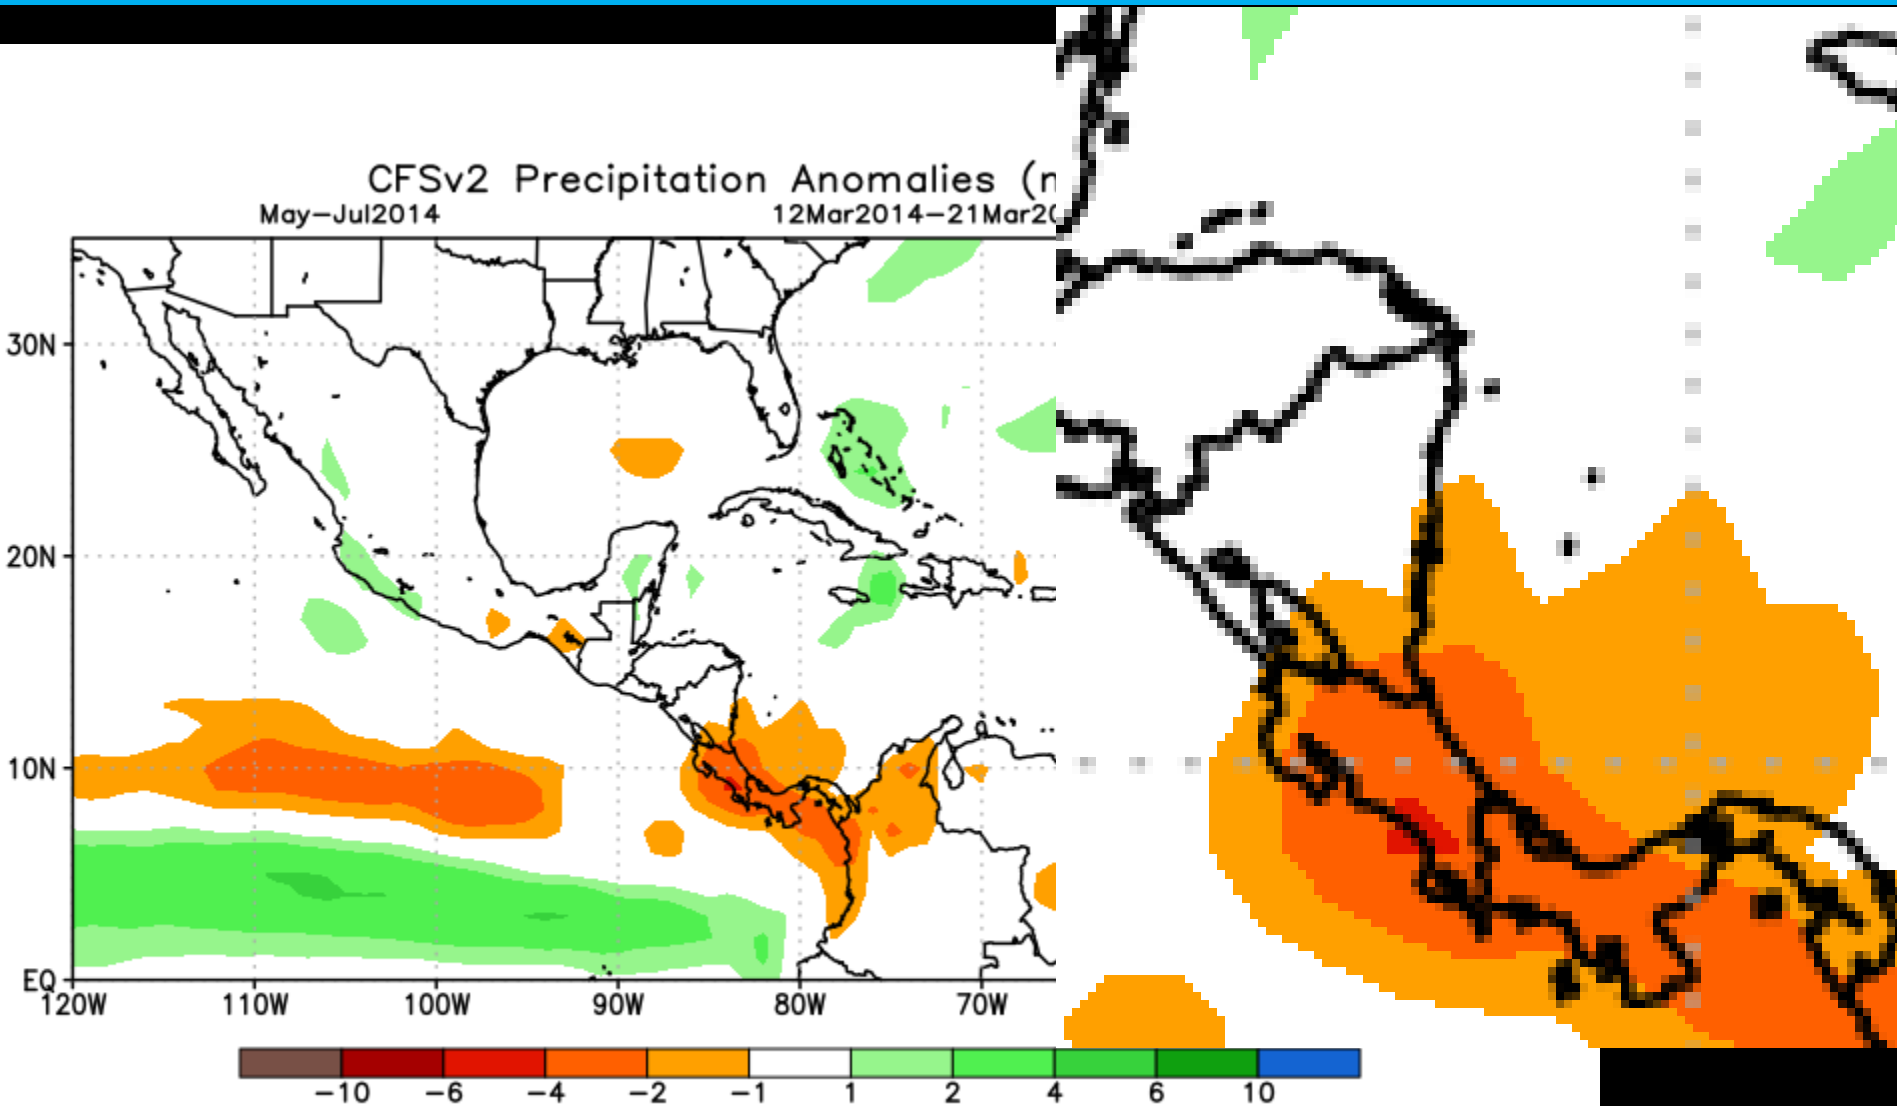 CFSv2 Precipitation Anomalies (
May-Jul2014
12Mar2014-21Mar20
30N
20N
10N
EQ
120W 110W 100W 90W 80W 70W
-10 -6 -4 -2 -1 1 2 4 6 10